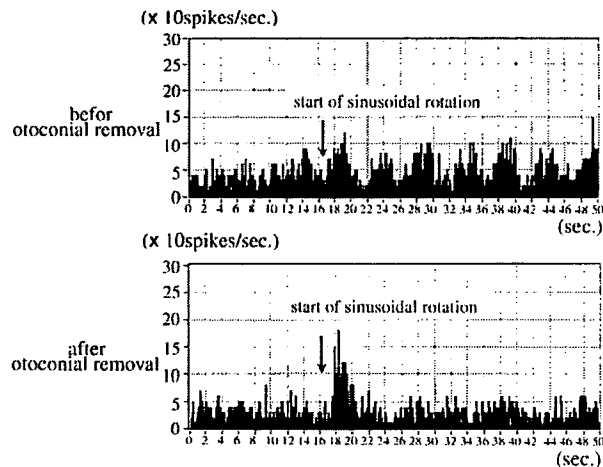 (x 10spikes/sec.)
30
25
20
15
10
5
0
befor
otoconial removal
start of sinusoidal rotation
0 2 4 6 8 10 12 14 16 18 20 22 24 26 28 30 32 34 36 38 40 42 44 46 48 50
(sec.)
(x 10spikes/sec.)
30
25
20
15
10
5
0
after
otoconial removal
start of sinusoidal rotation
0 2 4 6 8 10 12 14 16 18 20 22 24 26 28 30 32 34 36 38 40 42 44 46 48 50
(sec.)